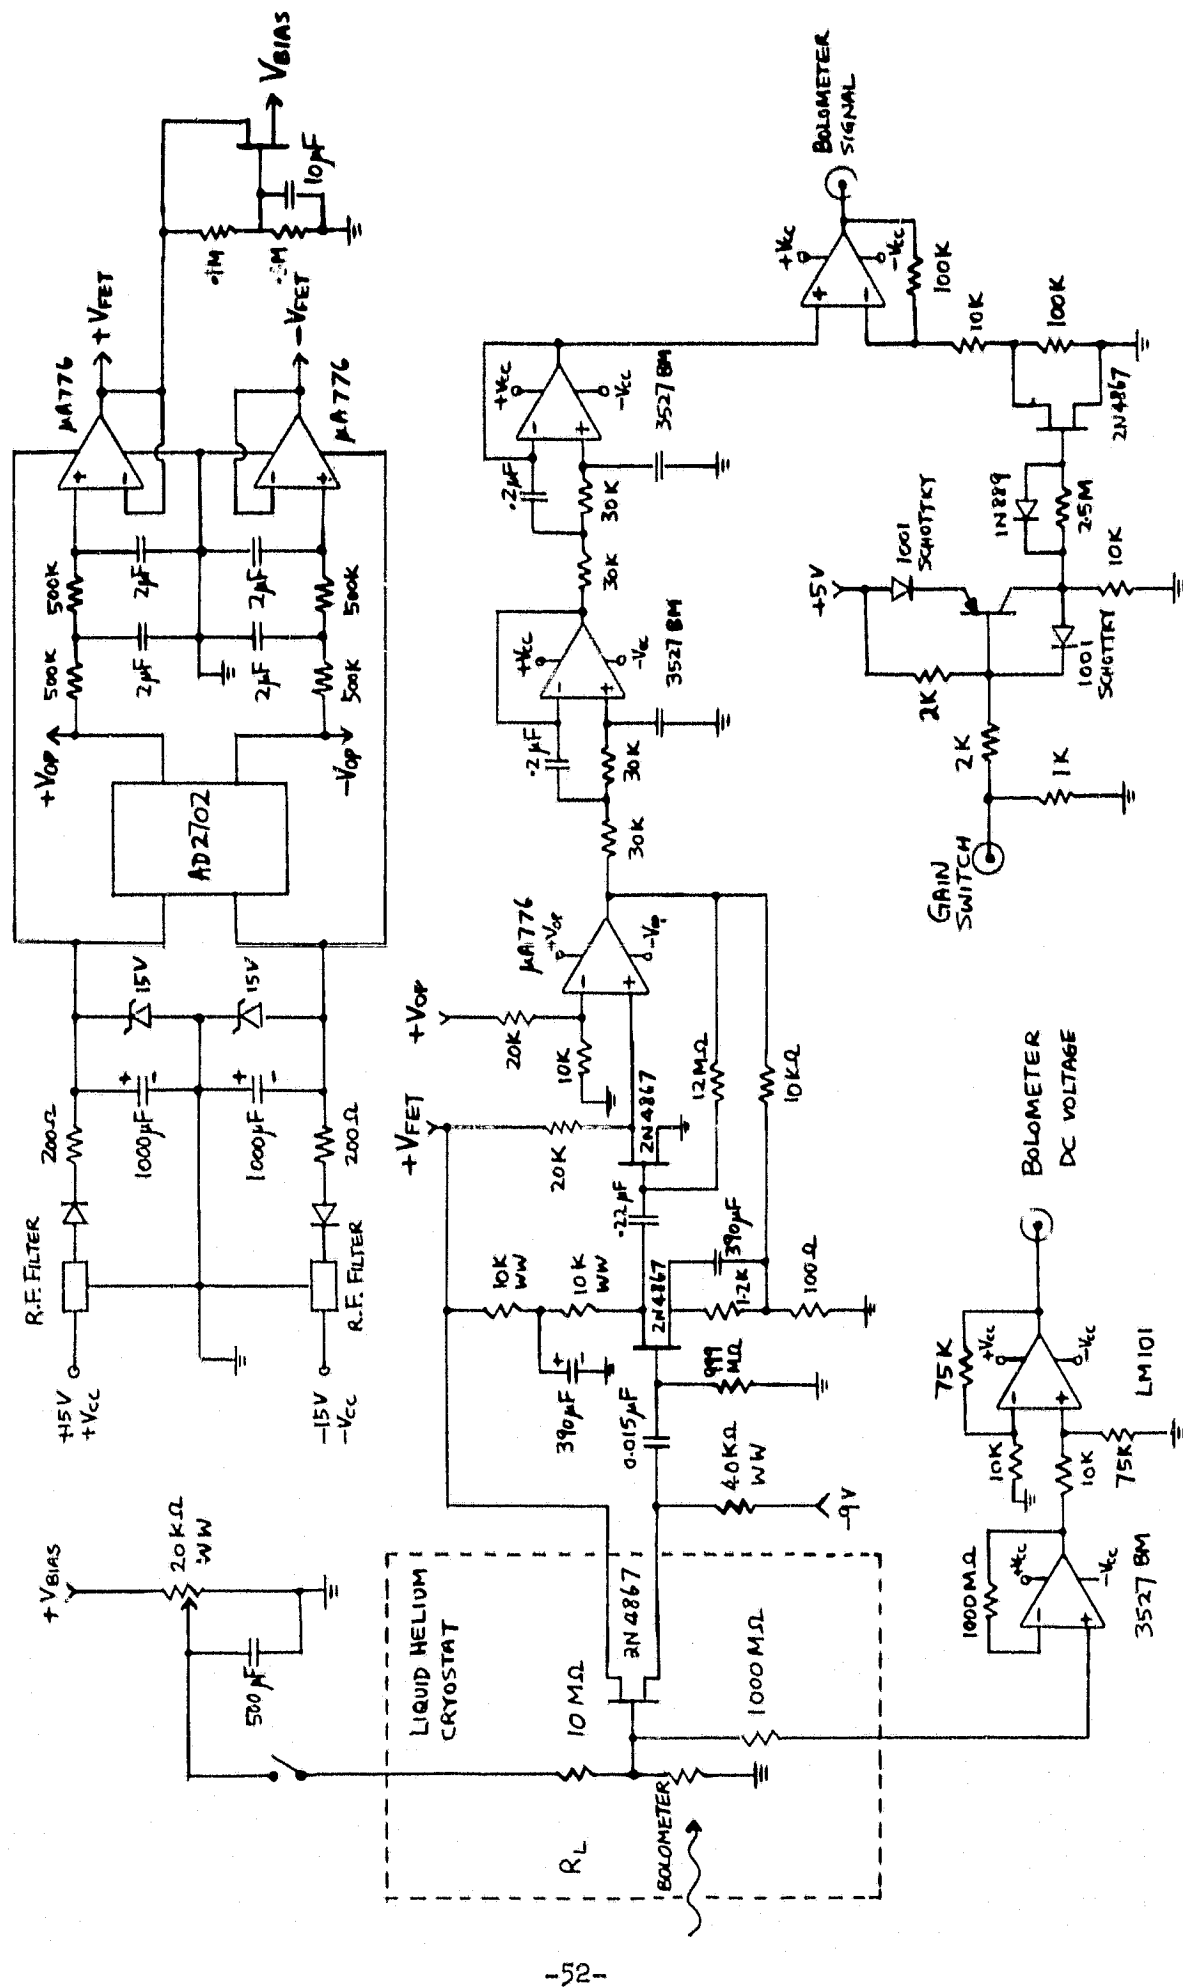 +15V
+Vcc
R.F. FILTER
200Ω
1000µF
+
-
15V
1000µF
+
-
15V
200Ω
R.F. FILTER
-15V
-Vcc
AD2702
+VOP
-VOP
500K
500K
2µF
2µF
2µF
2µF
500K
500K
µA776
+
-
+VFET
µA776
-
+
-VFET
.1M
10µF
VBIAS
+VBIAS
20KΩ
WW
500µF
LIQUID HELIUM
CRYOSTAT
10MΩ
RL
BOLOMETER
2N4867
1000MΩ
40KΩ
WW
-9V
0.015µF
999
MΩ
390µF
+
-
10K
WW
10K
WW
2N4867
1.2K
390µF
100Ω
.22µF
+VFET
20K
2N4867
12MΩ
10KΩ
+VOP
20K
10K
µA776
+VOP
-
+
-VOP
30K
30K
.2µF
+Vcc
-
+
-Vcc
3527BM
30K
30K
.2µF
+Vcc
-
+
-Vcc
3527BM
+Vcc
+
-
-Vcc
100K
BOLOMETER
SIGNAL
10K
100K
2N4867
1N889
2.5M
10K
+5V
1001
SCHOTTKY
1001
SCHOTTKY
2K
2K
1K
GAIN
SWITCH
1000MΩ
+Vcc
-
+
-Vcc
3527BM
10K
10K
75K
75K
+Vcc
-
+
-Vcc
LM101
BOLOMETER
DC VOLTAGE
-52-